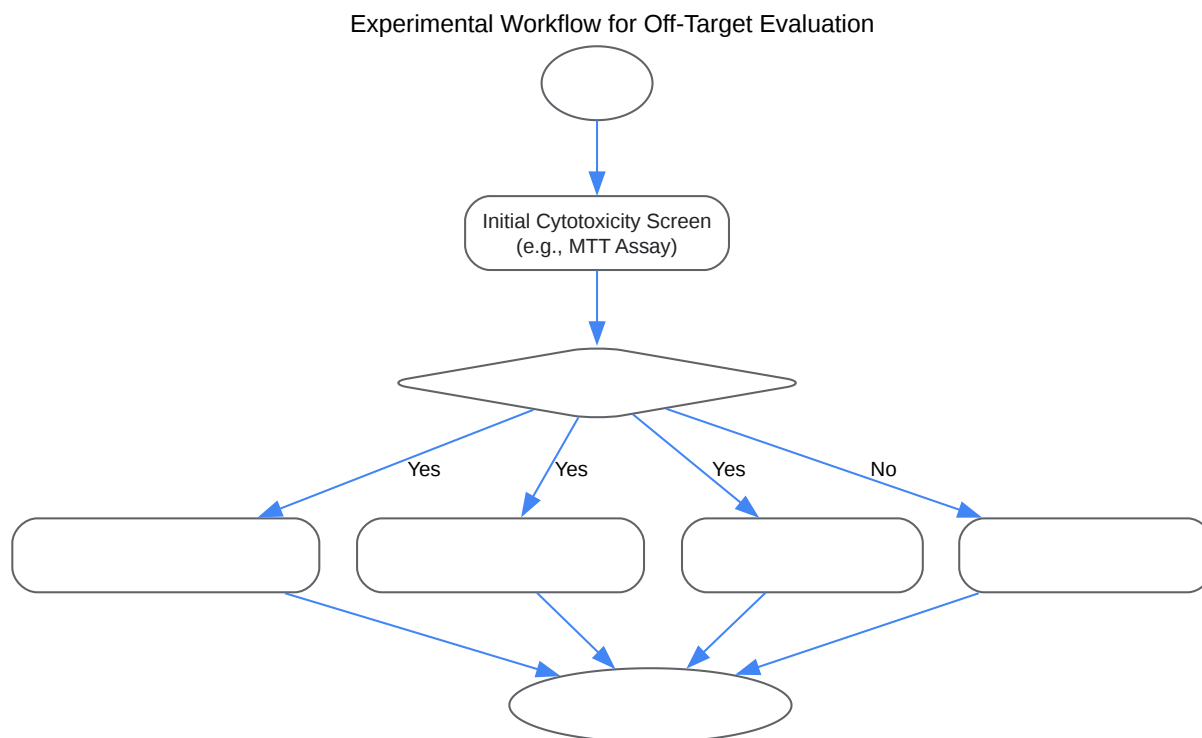 Experimental Workflow for Off-Target Evaluation
Initial Cytotoxicity Screen
(e.g., MTT Assay)
Yes
Yes
Yes
No